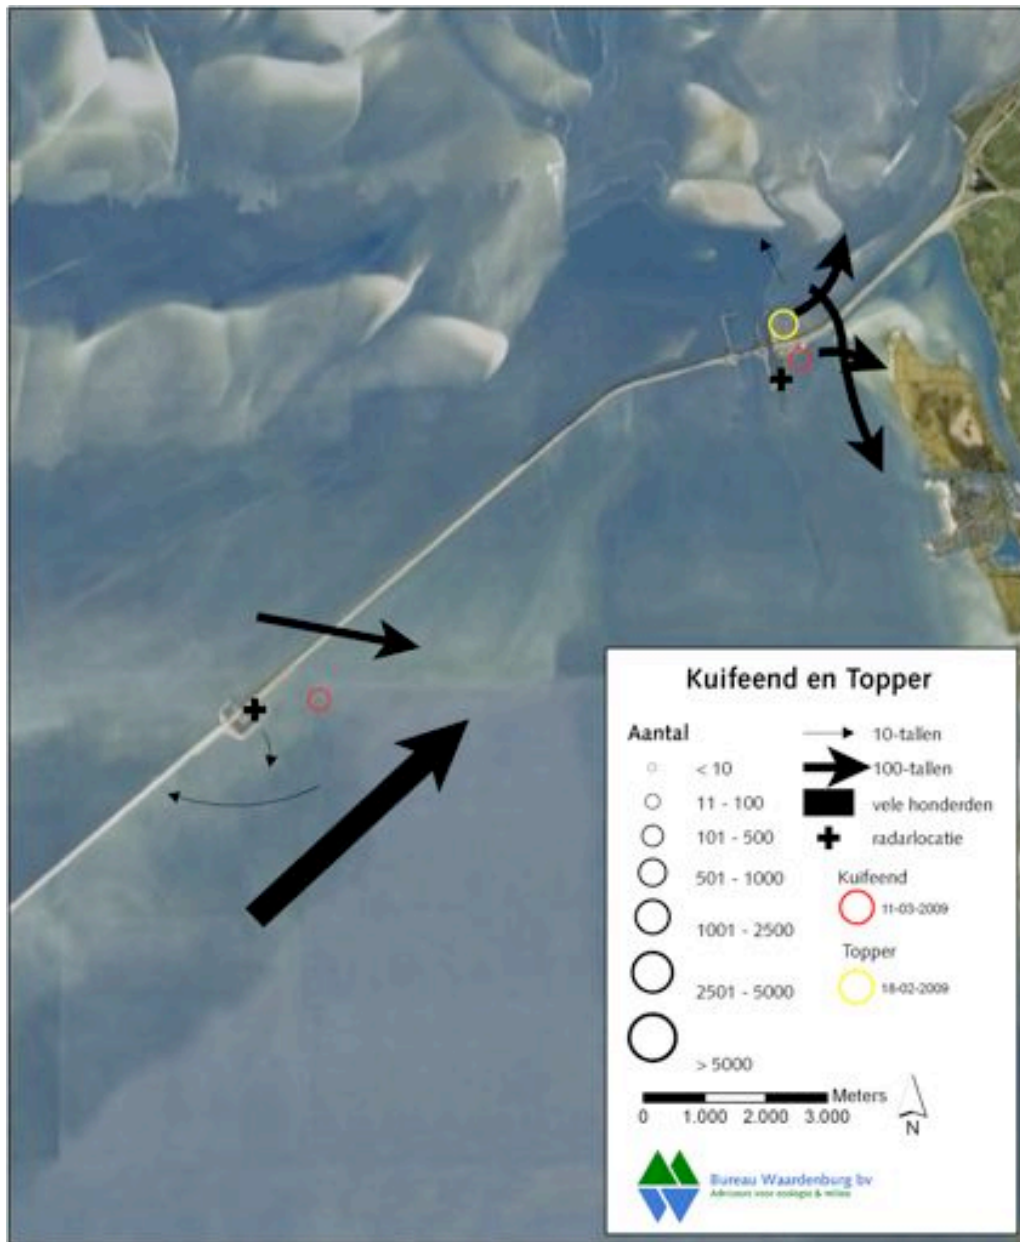 Kuifeend en Topper
Aantal
< 10
11 - 100
101 - 500
501 - 1000
1001 - 2500
2501 - 5000
> 5000
10-tallen
100-tallen
vele honderden
radarlocatie
Kuifeend
11-03-2009
Topper
18-02-2009
Meters
0 1.000 2.000 3.000
N
Bureau Waardenburg bv
Adviseurs voor ecologie & milieu